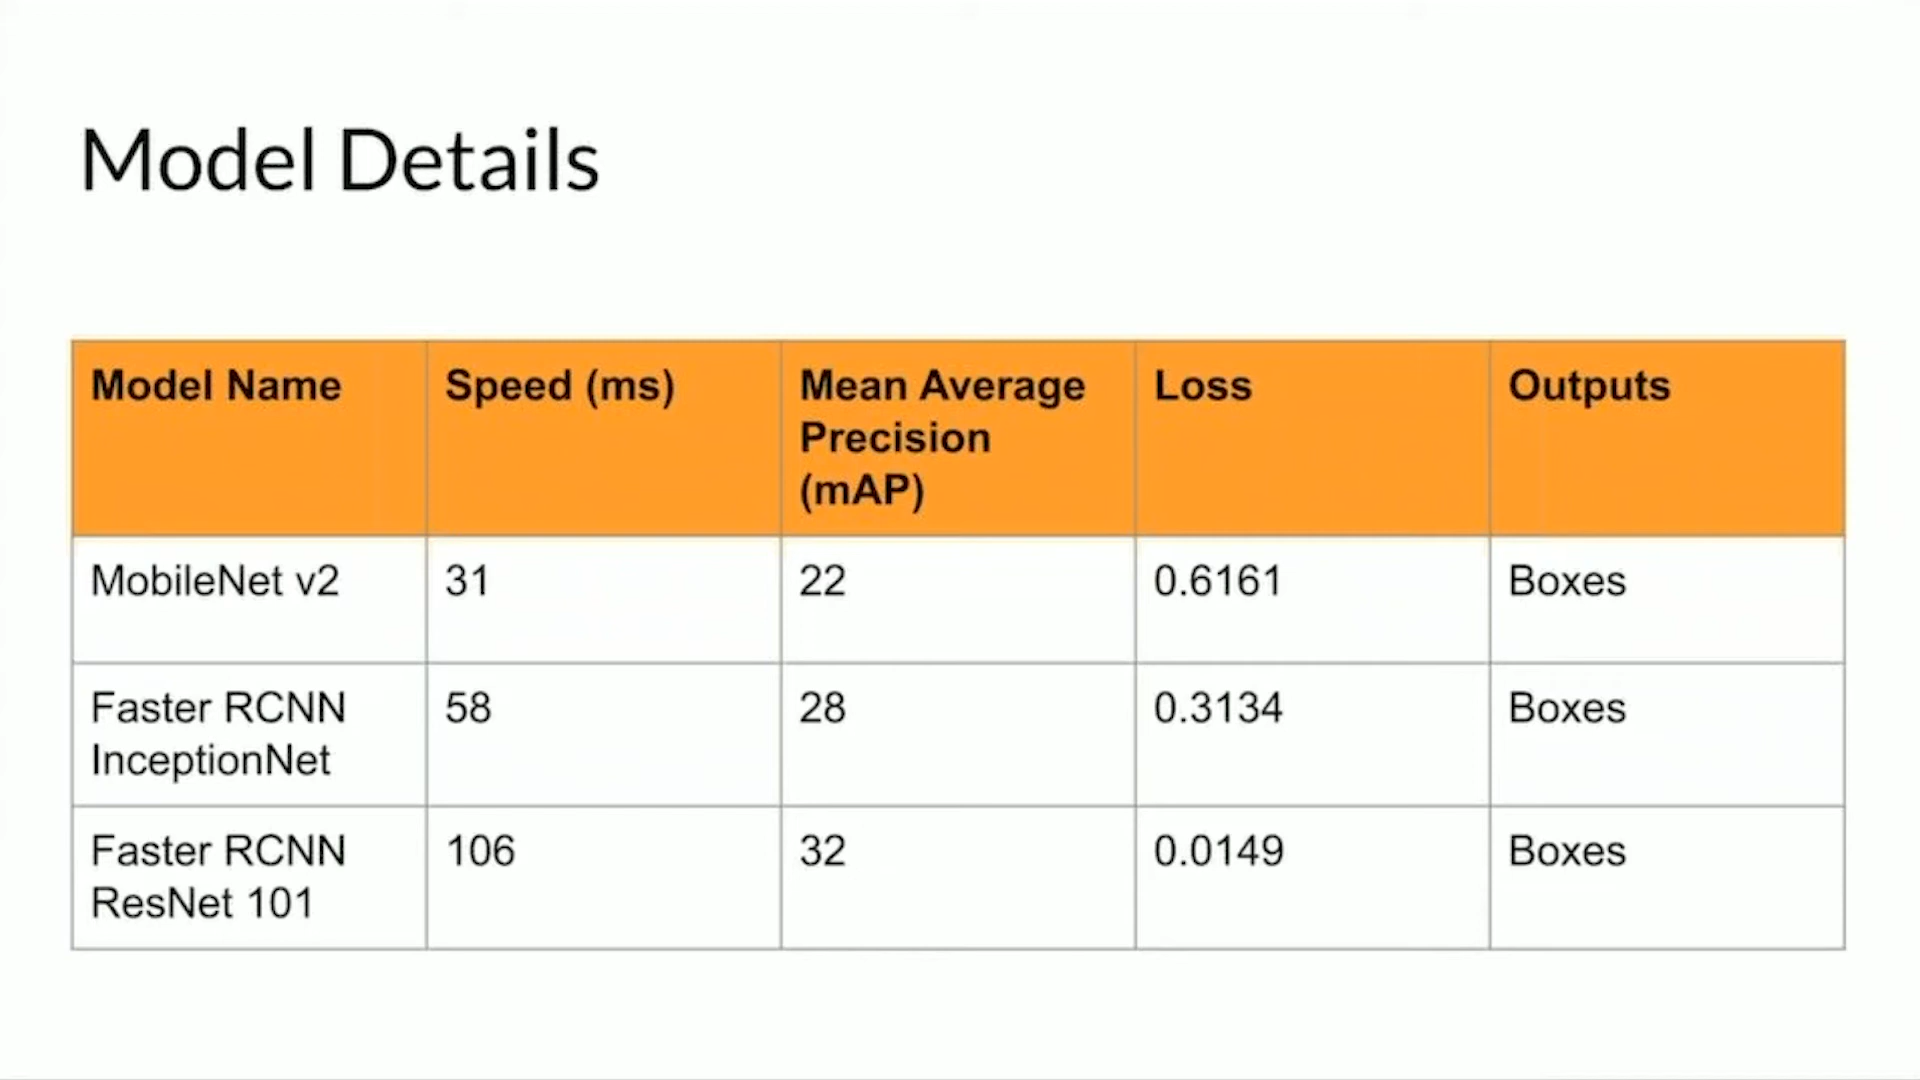 Model Details
Model Name
Speed (ms)
Mean Average
Precision
(mAP)
Loss
Outputs
MobileNet v2
31
22
0.6161
Boxes
Faster RCNN
InceptionNet
58
28
0.3134
Boxes
Faster RCNN
ResNet 101
106
32
0.0149
Boxes